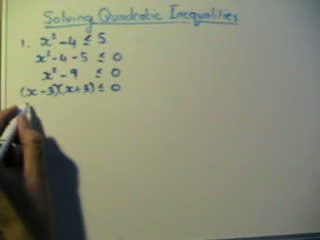 Solving Quadratic Inequalities
1. x² - 4 ≤ 5
x² - 4 - 5 ≤ 0
x² - 9 ≤ 0
(x - 3)(x + 3) ≤ 0